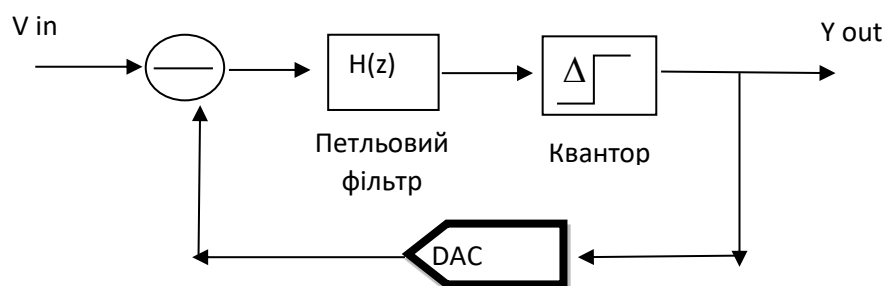 V in
Y out
H(z)
Δ
Петльовий
фільтр
Квантор
DAC